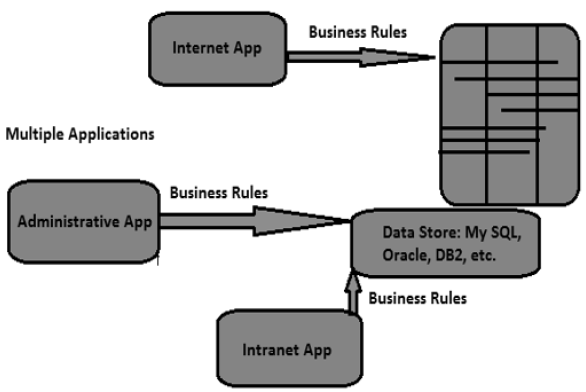 Business Rules
Internet App
Multiple Applications
Business Rules
Administrative App
Data Store: My SQL,
Oracle, DB2, etc.
Business Rules
Intranet App